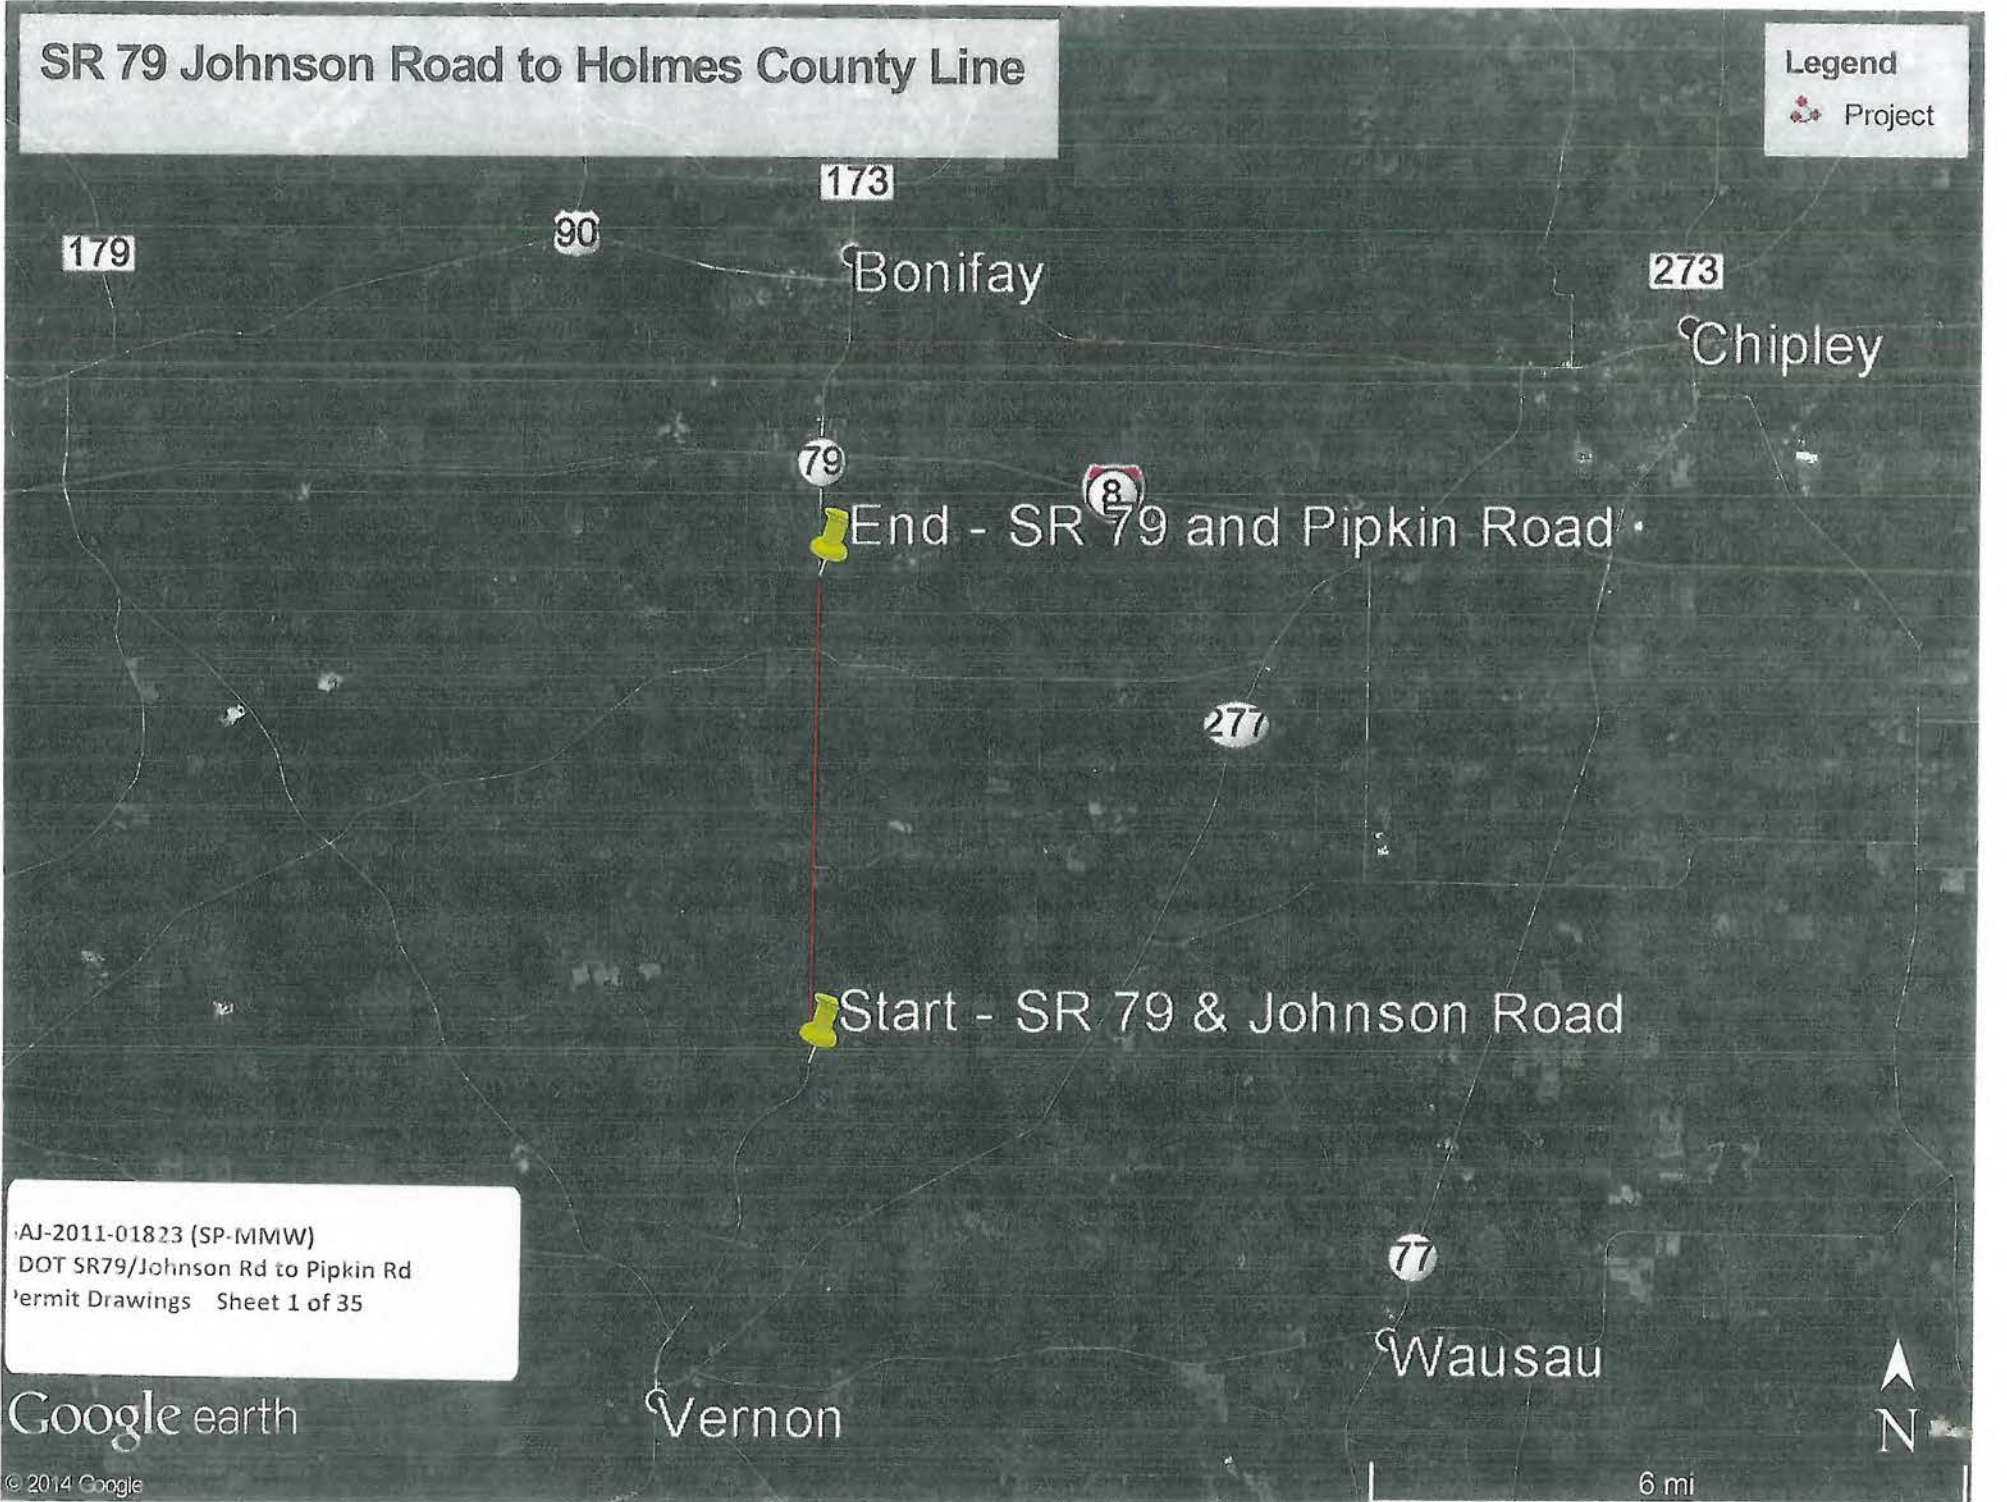 SR 79 Johnson Road to Holmes County Line
Legend
Project
173
90
179
Bonifay
273
Chipley
79
8
End - SR 79 and Pipkin Road
277
Start - SR 79 & Johnson Road
AJ-2011-01823 (SP-MMW)
DOT SR79/Johnson Rd to Pipkin Rd
ermit Drawings Sheet 1 of 35
77
Wausau
Vernon
Google earth
N
© 2014 Google
6 mi